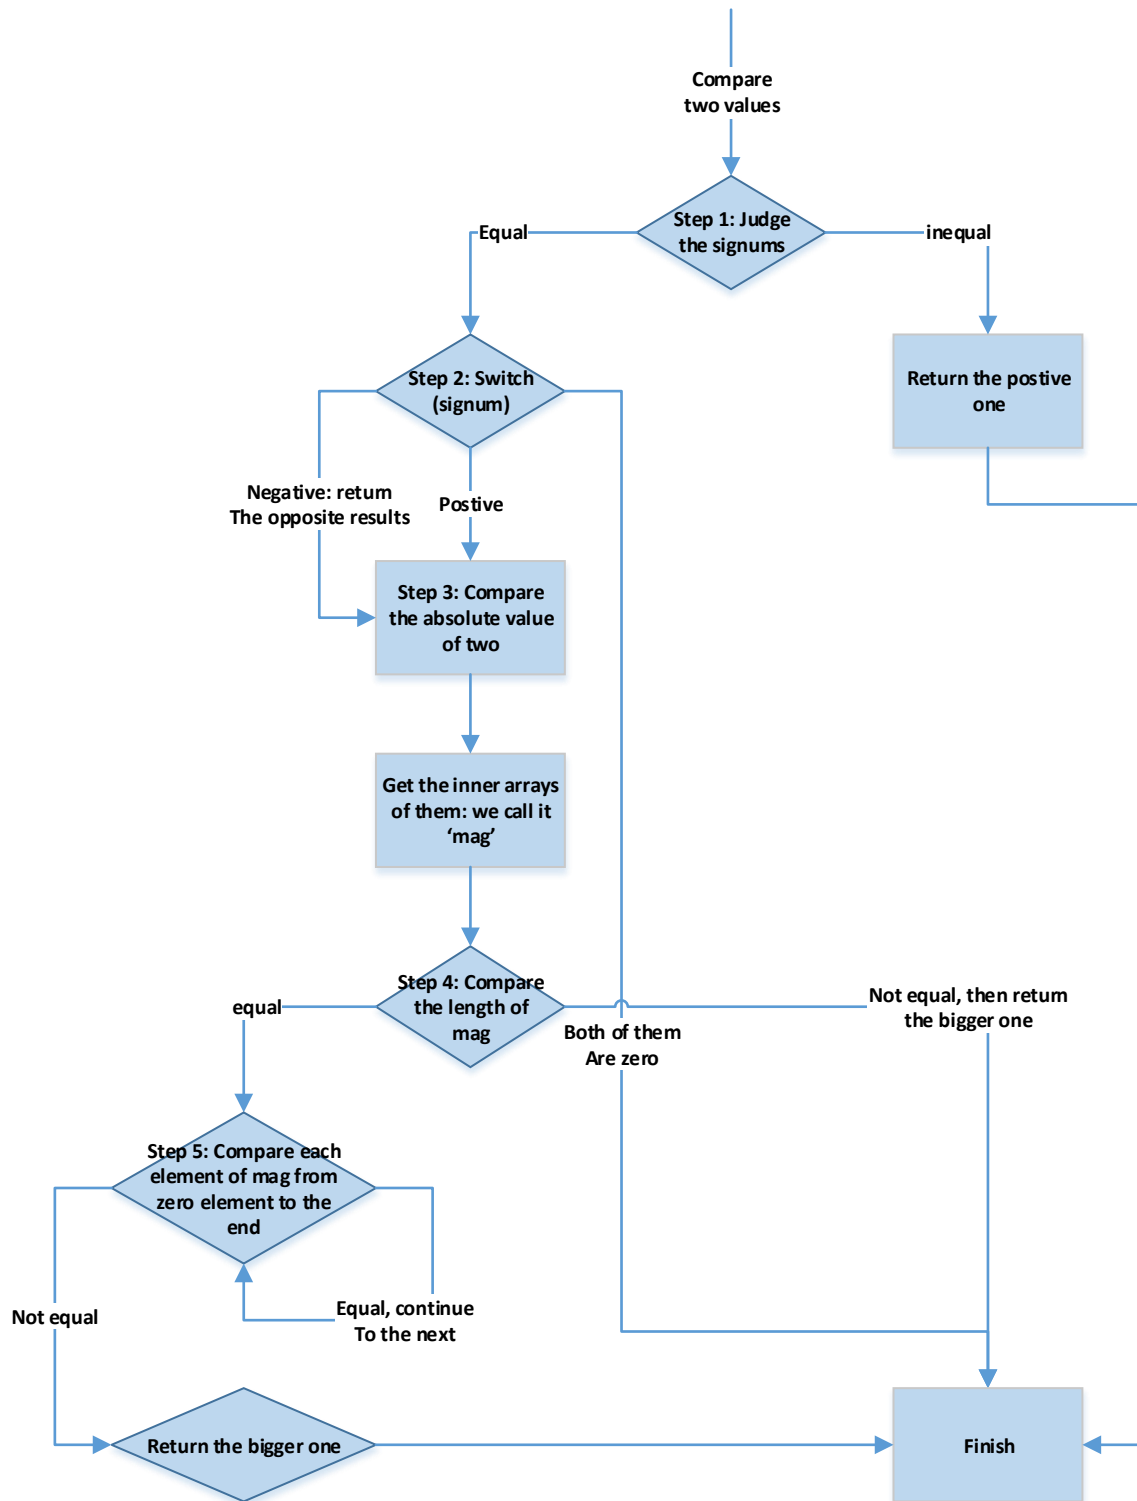 Compare
two values
Step 1: Judge
the signums
Equal
inequal
Step 2: Switch
(signum)
Return the postive
one
Negative: return
The opposite results
Postive
Step 3: Compare
the absolute value
of two
Get the inner arrays
of them: we call it
‘mag’
Step 4: Compare
the length of
mag
equal
Not equal, then return
the bigger one
Both of them
Are zero
Step 5: Compare each
element of mag from
zero element to the
end
Not equal
Equal, continue
To the next
Return the bigger one
Finish